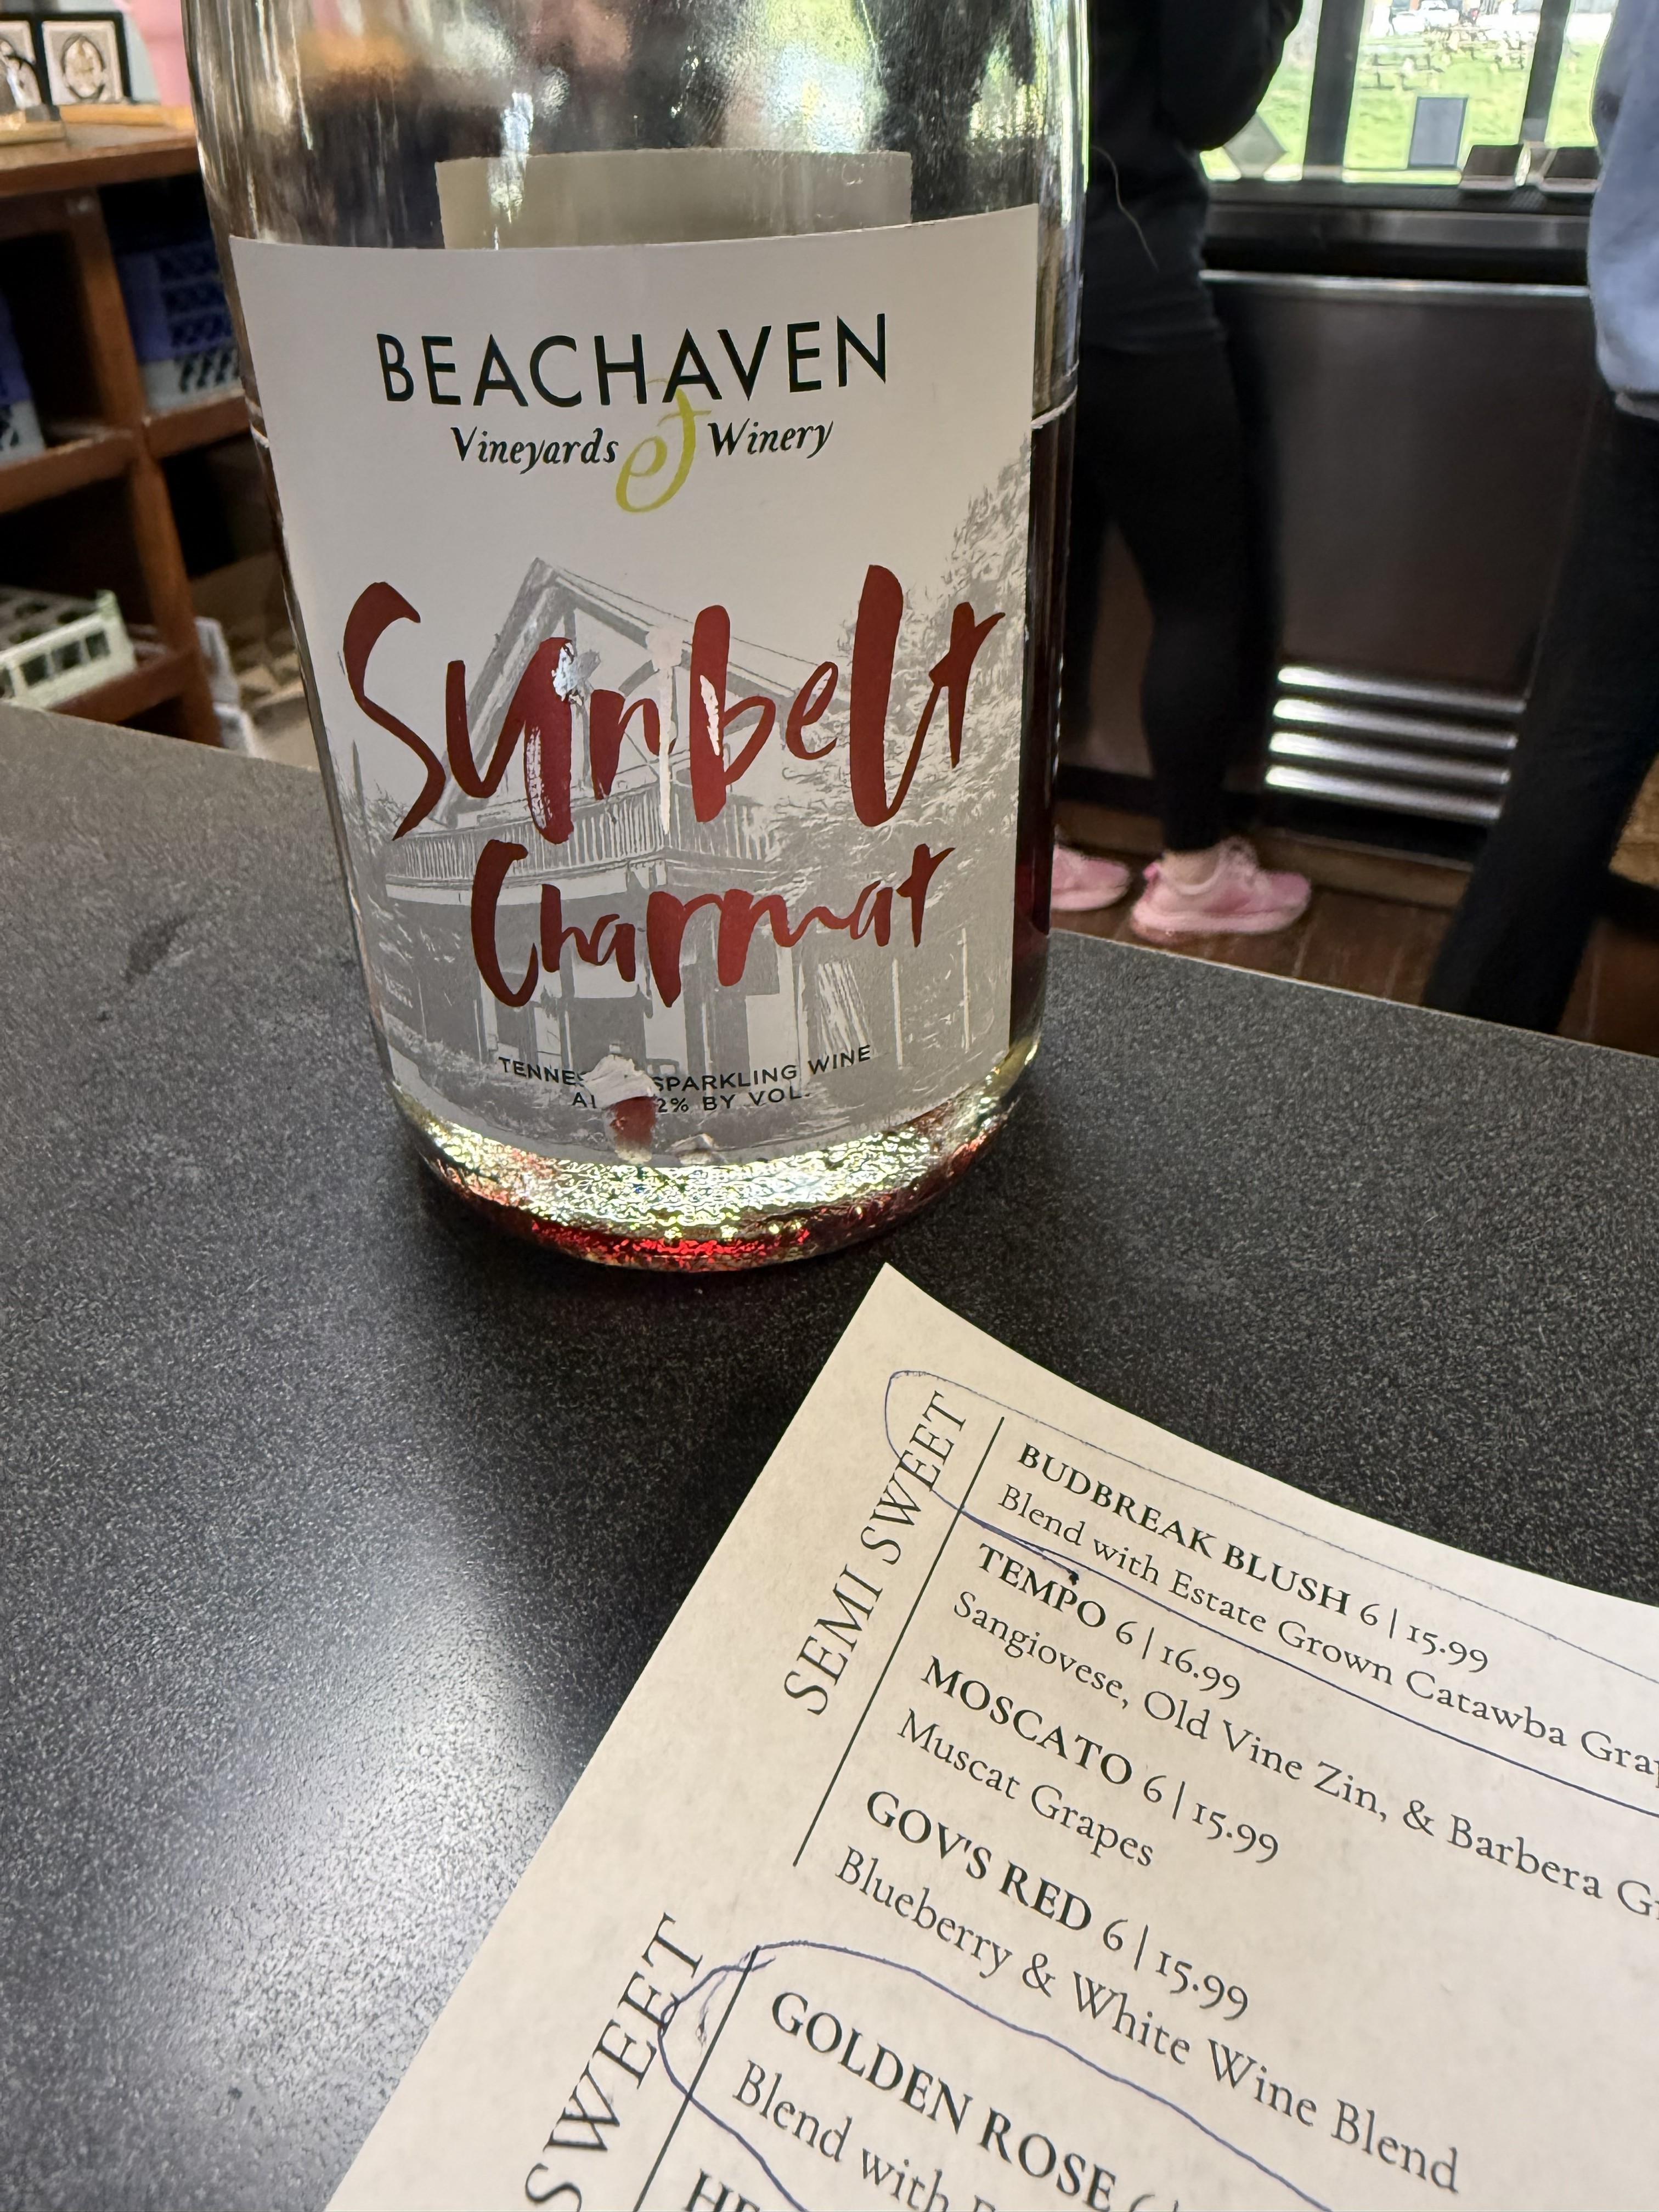 BEACHAVEN
Vineyards & Winery
Sunbelt
Charmat
SPARKLING WINE
BY VOL.
SEMI SWEET
BUDBREAK BLUSH 6 | 15.99
Blend with Estate Grown Catawba
TEMPO 6 | 16.99
Sangiovese, Old Vine Zin, & Barbera
MOSCATO 6 | 15.99
Muscat Grapes
GOV'S RED 6 | 15.99
Blueberry & White Wine Blend
SWEET
GOLDEN ROSE 6 |
Blend with